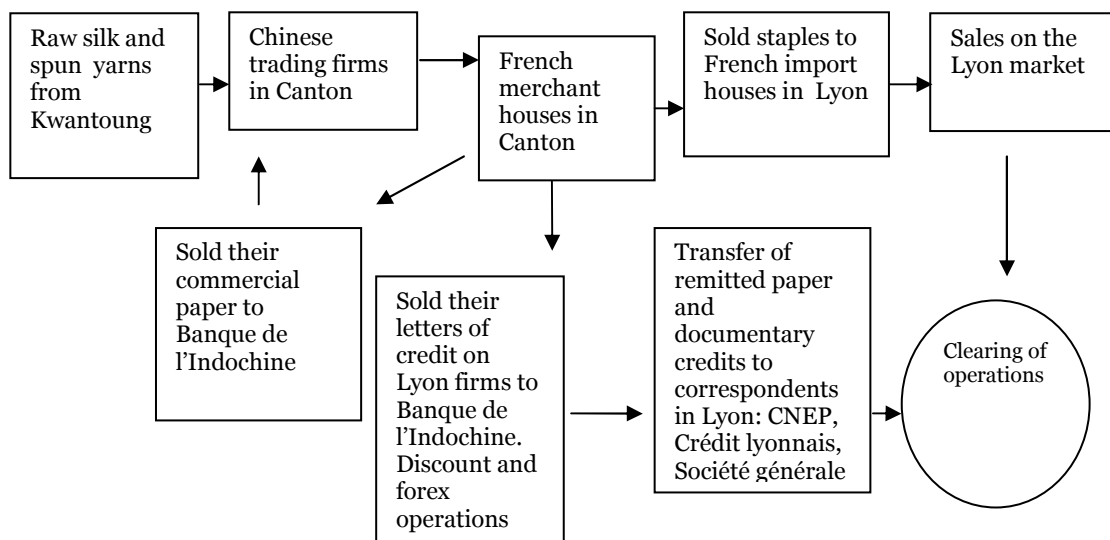 Raw silk and
spun yarns
from
Kwantoung
Chinese
trading firms
in Canton
French
merchant
houses in
Canton
Sold staples to
French import
houses in Lyon
Sales on the
Lyon market
Sold their
commercial
paper to
Banque de
l’Indochine
Sold their
letters of
credit on
Lyon firms to
Banque de
l’Indochine.
Discount and
forex
operations
Transfer of
remitted paper
and
documentary
credits to
correspondents
in Lyon: CNEP,
Crédit lyonnais,
Société générale
Clearing of
operations